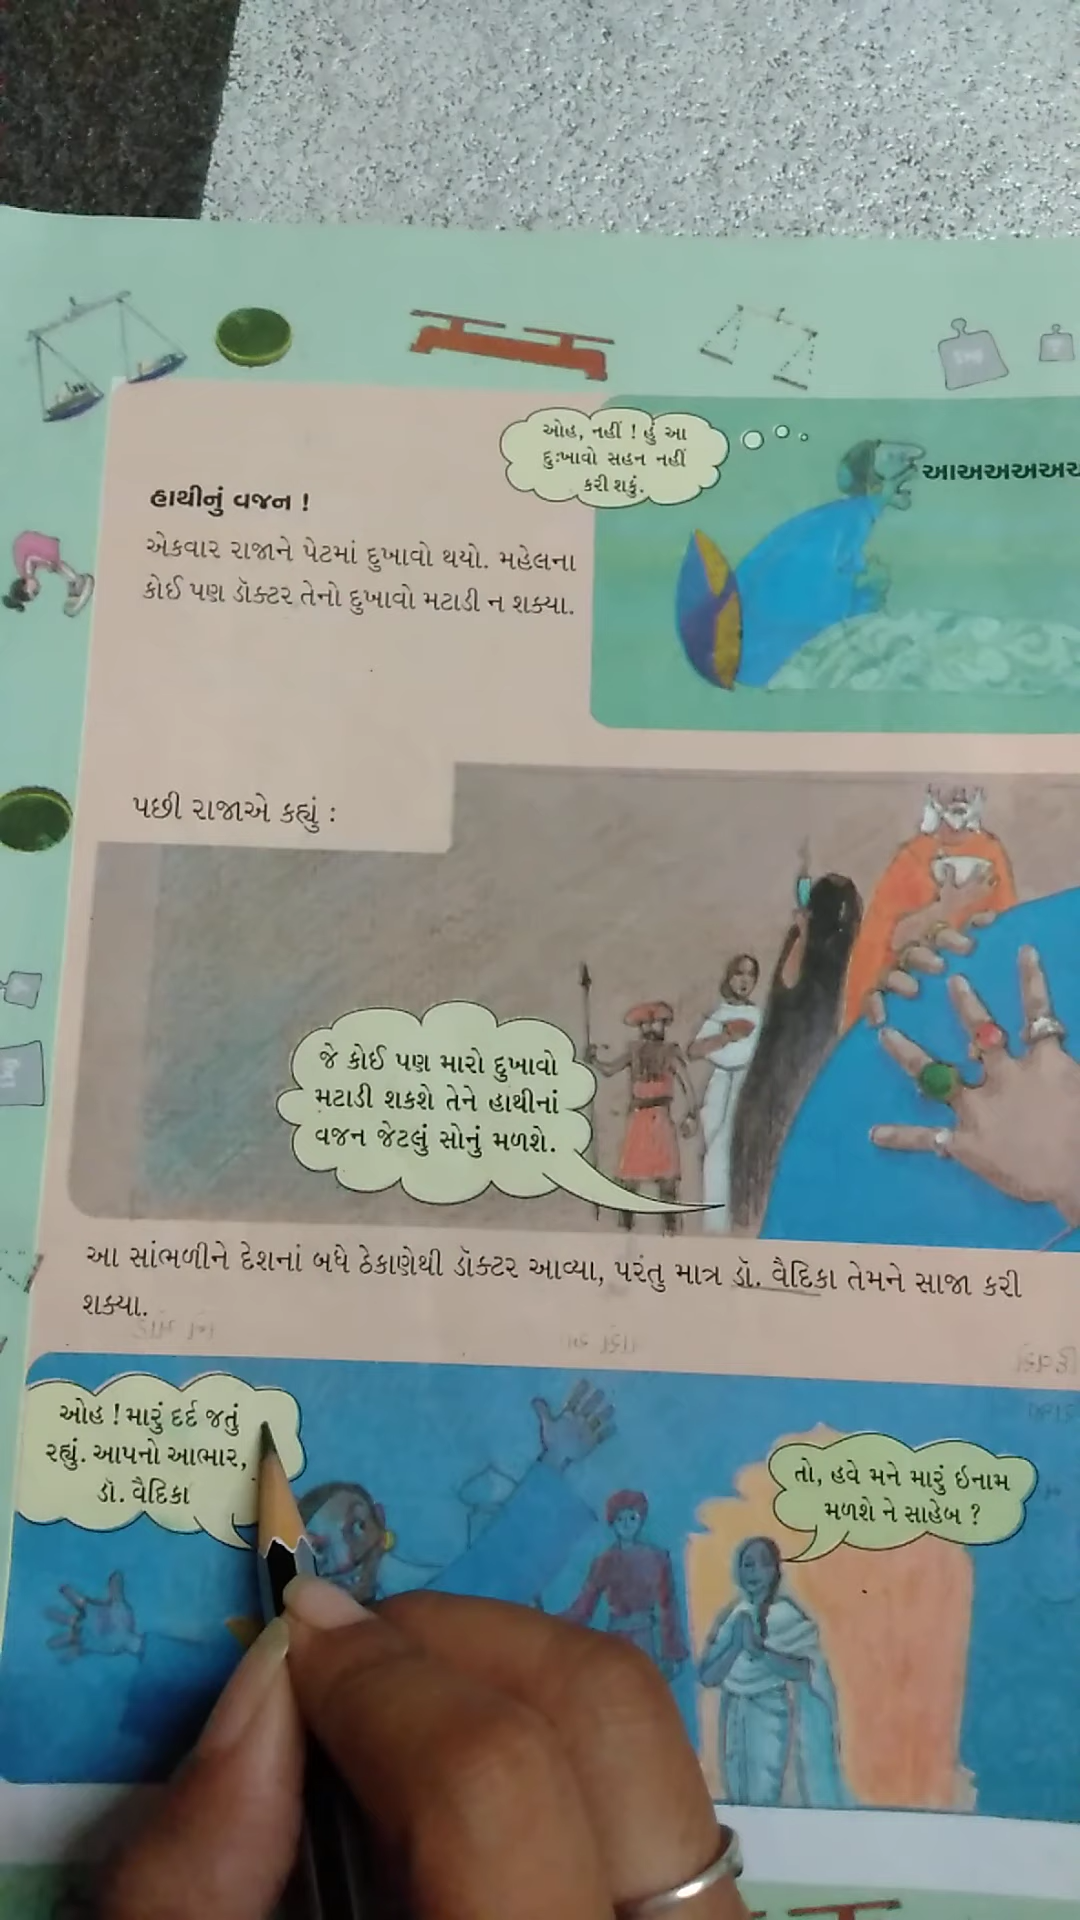 ઓહ, નહીં ! હું આ
દુઃખાવો સહન નહીં
કરી શકું.
હાથીનું વજન !
એકવાર રાજાને પેટમાં દુખાવો થયો. મહેલના
કોઈ પણ ડૉક્ટર તેનો દુખાવો મટાડી ન શક્યા.
પછી રાજાએ કહ્યું :
જે કોઈ પણ મારો દુખાવો
મટાડી શકશે તેને હાથીનાં
વજન જેટલું સોનું મળશે.
આ સાંભળીને દેશનાં બધે ઠેકાણેથી ડૉક્ટર આવ્યા, પરંતુ માત્ર ડૉ. વૈદિકા તેમને સાજા કરી
શક્યા.
ઓહ ! મારું દર્દ જતું
રહ્યું. આપનો આભાર,
ડૉ. વૈદિકા
તો, હવે મને મારું ઇનામ
મળશે ને સાહેબ ?